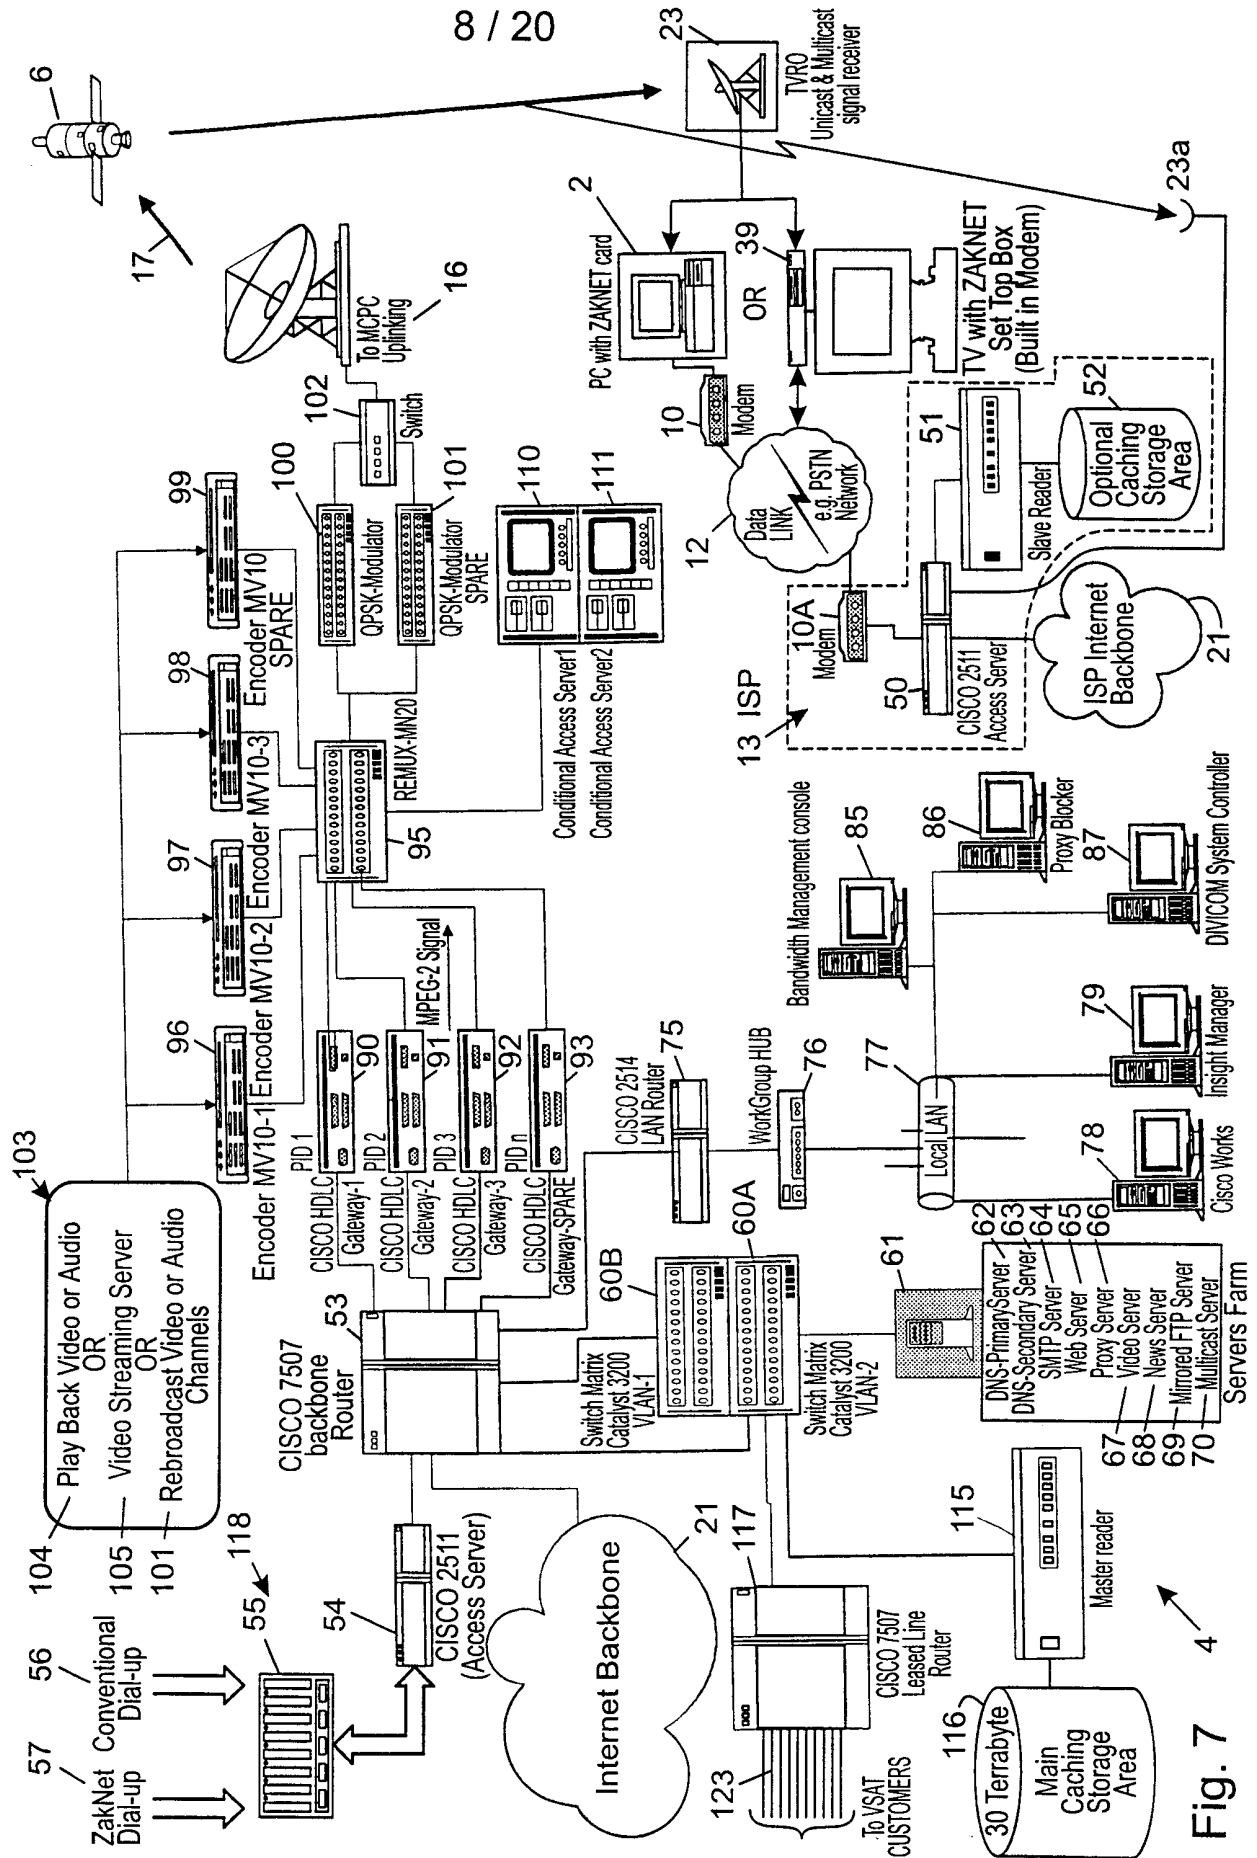 8 / 20
6
17
23
TVRO
Unicast & Multicast
signal receiver
23a
To MCPC
Uplinking
16
102
Switch
100
QPSK-Modulator
101
QPSK-Modulator
SPARE
99
Encoder MV10
SPARE
98
Encoder MV10-3
97
Encoder MV10-2
96
Encoder MV10-1
103
104
Play Back Video or Audio
OR
105
Video Streaming Server
OR
101
Rebroadcast Video or Audio
Channels
REMUX-MN20
95
110
111
Conditional Access Server1
Conditional Access Server2
MPEG-2 Signal
PID 1
90
CISCO HDLC
Gateway-1
PID 2
91
CISCO HDLC
Gateway-2
PID 3
92
CISCO HDLC
Gateway-3
PIDn
93
CISCO HDLC
Gateway-SPARE
53
CISCO 7507
backbone
Router
57
ZakNet
Dial-up
56
Conventional
Dial-up
55
118
54
CISCO 2511
(Access Server)
Internet Backbone
21
2
PC with ZAKNET card
10
Modem
39
OR
TV with ZAKNET
Set Top Box
(Built in Modem)
12
Data
LINK
e.g. PSTN
Network
10A
Modem
13 ISP
50
CISCO 2511
Access Server
51
Slave Reader
52
Optional
Caching
Storage
Area
ISP Internet
Backbone
21
CISCO 2514
LAN Router
75
WorkGroup HUB
76
77
Local LAN
Bandwidth Management console
85
86
Proxy Blocker
87
DIVICOM System Controller
79
Insight Manager
78
Cisco Works
60B
60A
Switch Matrix
Catalyst 3200
VLAN-1
Switch Matrix
Catalyst 3200
VLAN-2
61
DNS-PrimaryServer
62
DNS-Secondary Server
63
SMTP Server
64
Web Server
65
Proxy Server
66
67
Video Server
68
News Server
69
Mirrored FTP Server
70
Multicast Server
Servers Farm
117
CISCO 7507
Leased Line
Router
123
To VSAT
CUSTOMERS
115
Master reader
116
30 Terrabyte
Main
Caching
Storage
Area
4
Fig. 7